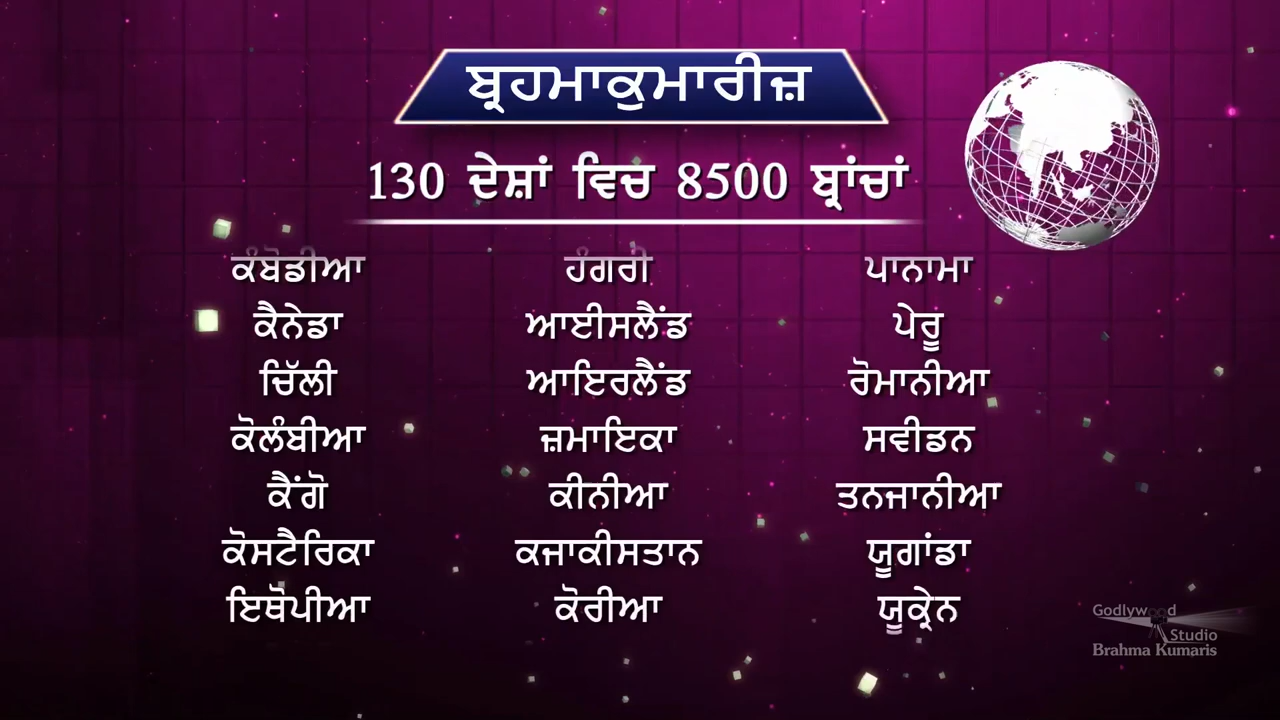 ਬ੍ਰਹਮਾਕੁਮਾਰੀਜ਼
130 ਦੇਸ਼ਾਂ ਵਿਚ 8500 ਬ੍ਰਾਂਚਾਂ
ਕੰਬੋਡੀਆ ਹੰਗਰੀ ਪਾਨਾਮਾ
ਕੈਨੇਡਾ ਆਈਸਲੈਂਡ ਪੇਰੂ
ਚਿੱਲੀ ਆਇਰਲੈਂਡ ਰੋਮਾਨੀਆ
ਕੋਲੰਬੀਆ ਜ਼ਮਾਇਕਾ ਸਵੀਡਨ
ਕੈਂਗੋ ਕੀਨੀਆ ਤਨਜਾਨੀਆ
ਕੋਸਟੈਰਿਕਾ ਕਜਾਕੀਸਤਾਨ ਯੂਗਾਂਡਾ
ਇਥੋਪੀਆ ਕੋਰੀਆ ਯੂਕ੍ਰੇਨ
Godlywood
Studio
Brahma Kumaris